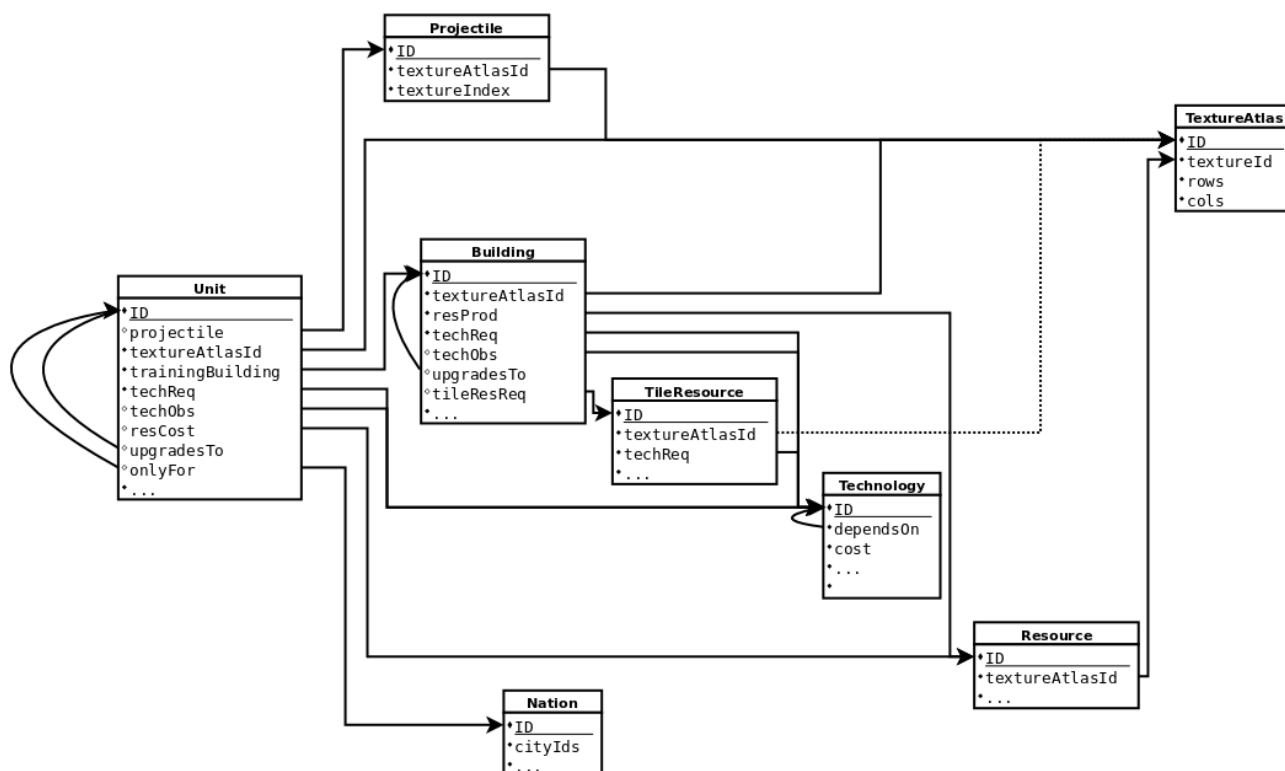 Projectile
ID
textureAtlasId
textureIndex
TextureAtlas
ID
textureId
rows
cols
Building
ID
textureAtlasId
resProd
techReq
techObs
upgradesTo
tileResReq
...
Unit
ID
projectile
textureAtlasId
trainingBuilding
techReq
techObs
resCost
upgradesTo
onlyFor
...
TileResource
ID
textureAtlasId
techReq
...
Technology
ID
dependsOn
cost
...
Resource
ID
textureAtlasId
...
Nation
ID
cityIds
...